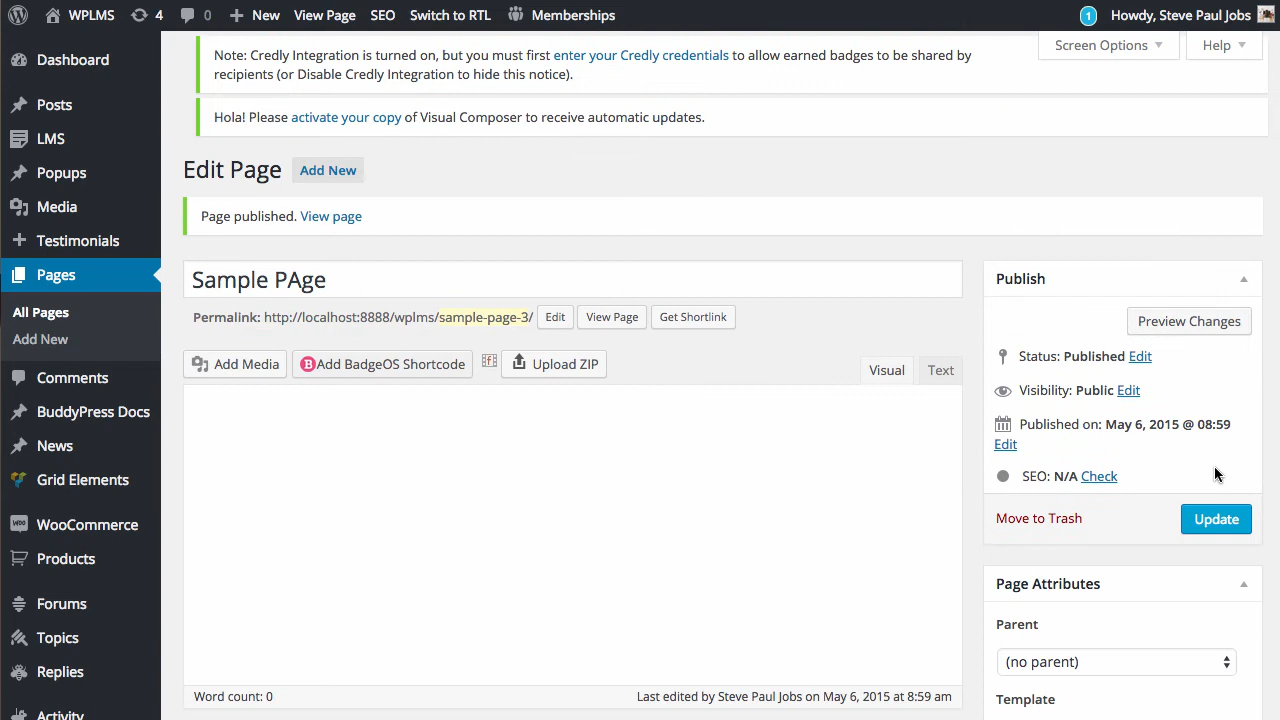 WPLMS 4 0 New View Page SEO Switch to RTL Memberships 1 Howdy, Steve Paul Jobs
Dashboard
Posts
LMS
Popups
Media
Testimonials
Pages
All Pages
Add New
Comments
BuddyPress Docs
News
Grid Elements
WooCommerce
Products
Forums
Topics
Replies
Activity
Screen Options Help
Note: Credly Integration is turned on, but you must first enter your Credly credentials to allow earned badges to be shared by
recipients (or Disable Credly Integration to hide this notice).
Hola! Please activate your copy of Visual Composer to receive automatic updates.
Edit Page Add New
Page published. View page
Sample PAge
Permalink: http://localhost:8888/wplms/sample-page-3/ Edit View Page Get Shortlink
Add Media Add BadgeOS Shortcode Upload ZIP
Visual Text
Word count: 0 Last edited by Steve Paul Jobs on May 6, 2015 at 8:59 am
Publish
Preview Changes
Status: Published Edit
Visibility: Public Edit
Published on: May 6, 2015 @ 08:59
Edit
SEO: N/A Check
Move to Trash Update
Page Attributes
Parent
(no parent)
Template